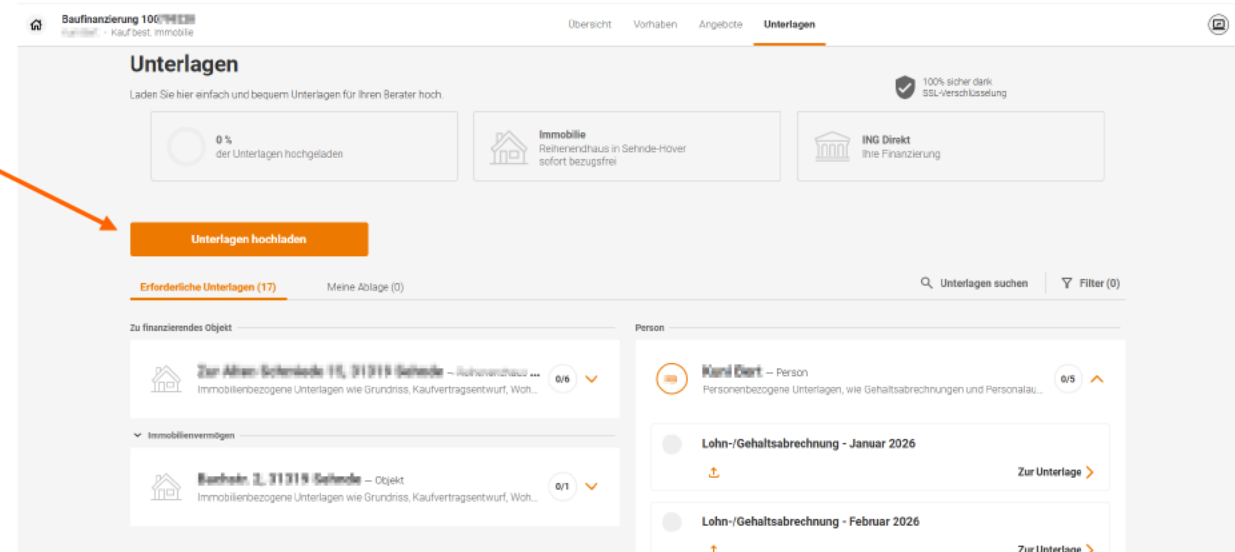 Baufinanzierung
Kauf best. Immobilie
Übersicht Vorhaben Angebote Unterlagen
Unterlagen
Laden Sie hier einfach und bequem Unterlagen für Ihren Berater hoch.
100% sicher dank
SSL-Verschlüsselung
0 %
der Unterlagen hochgeladen
Immobilie
Reihenendhaus in Sehnde-Höver
sofort bezugsfrei
ING Direkt
Ihre Finanzierung
Unterlagen hochladen
Erforderliche Unterlagen (17) Meine Ablage (0)
Unterlagen suchen Filter (0)
Zu finanzierendes Objekt
0/6
Immobilienbezogene Unterlagen wie Grundriss, Kaufvertragsentwurf, Woh...
Immobilienvermögen
– Objekt
0/1
Immobilienbezogene Unterlagen wie Grundriss, Kaufvertragsentwurf, Woh...
Person
– Person
0/5
Personenbezogene Unterlagen, wie Gehaltsabrechnungen und Personalau...
Lohn-/Gehaltsabrechnung - Januar 2026
Zur Unterlage
Lohn-/Gehaltsabrechnung - Februar 2026
Zur Unterlage